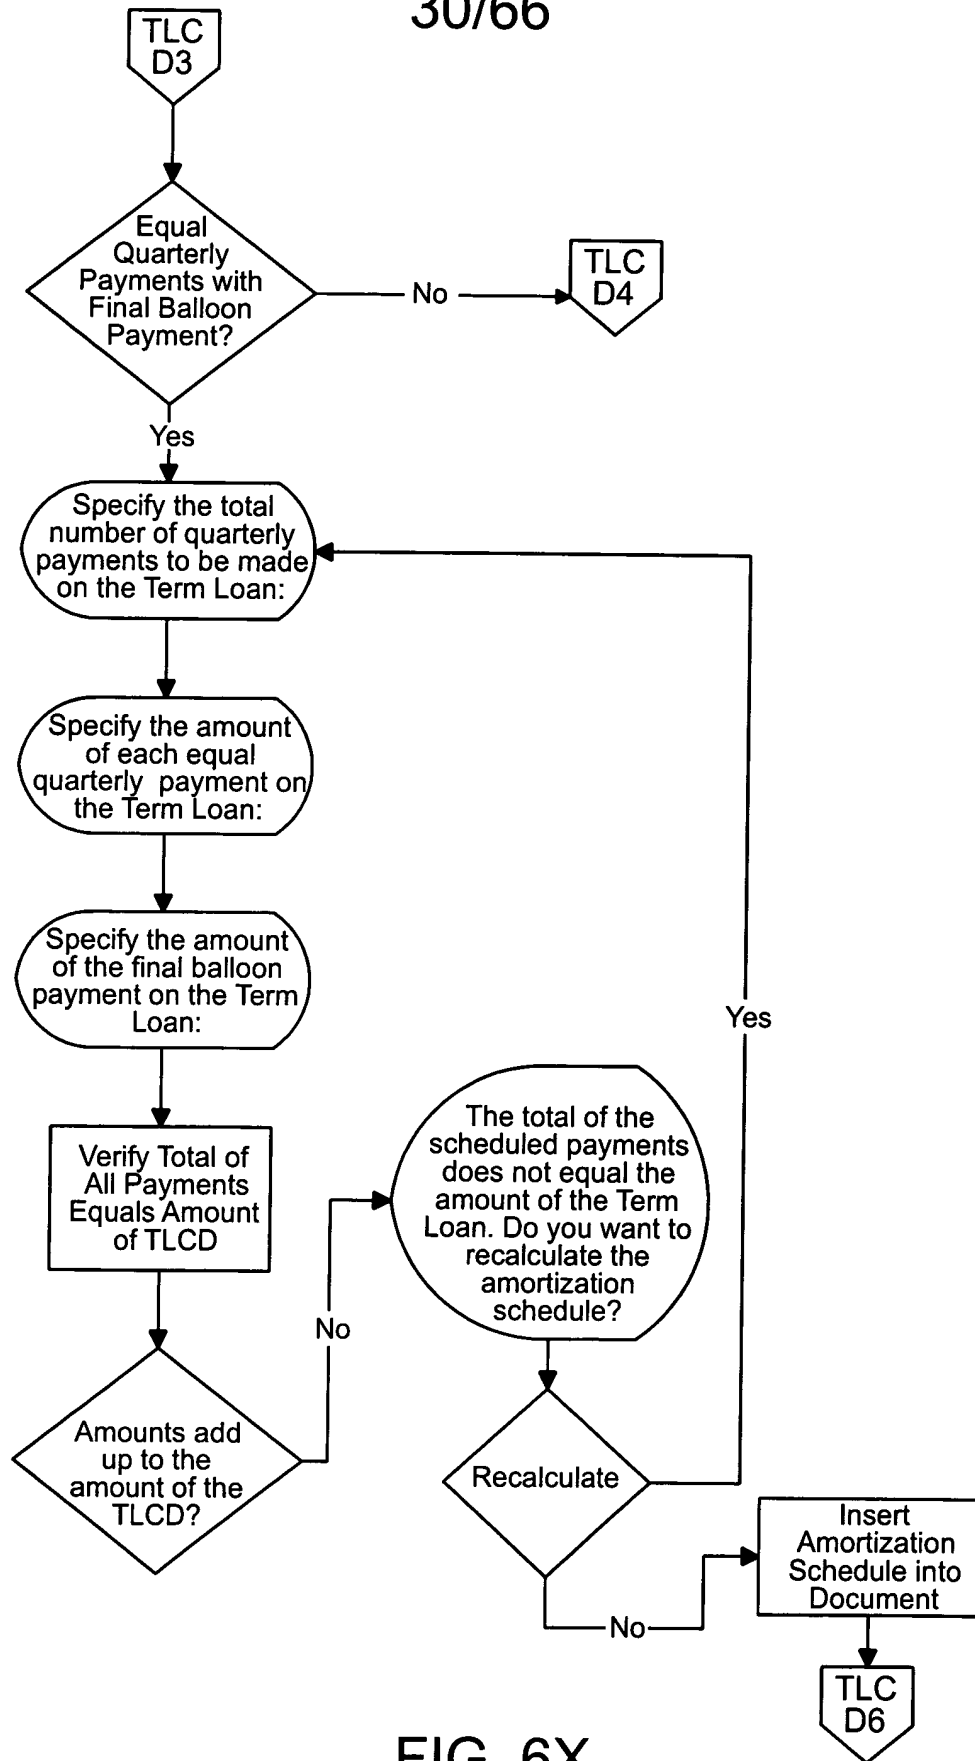 30/66
TLC
D3
Equal
Quarterly
Payments with
Final Balloon
Payment?
No
TLC
D4
Yes
Specify the total
number of quarterly
payments to be made
on the Term Loan:
Specify the amount
of each equal
quarterly payment on
the Term Loan:
Specify the amount
of the final balloon
payment on the Term
Loan:
Yes
Verify Total of
All Payments
Equals Amount
of TLCD
The total of the
scheduled payments
does not equal the
amount of the Term
Loan. Do you want to
recalculate the
amortization
schedule?
No
Amounts add
up to the
amount of the
TLCD?
Recalculate
No
Insert
Amortization
Schedule into
Document
TLC
D6
FIG. 6X